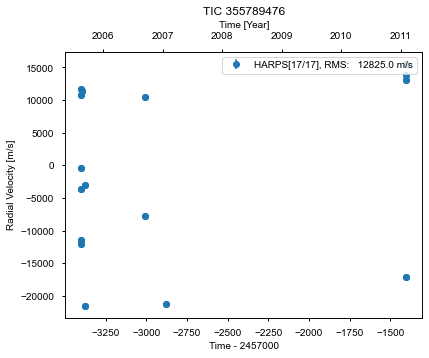 TIC 355789476
Time [Year]
2006 2007 2008 2009 2010 2011
HARPS[17/17], RMS: 12825.0 m/s
Radial Velocity [m/s]
15000
10000
5000
0
−5000
−10000
−15000
−20000
−3250 −3000 −2750 −2500 −2250 −2000 −1750 −1500
Time - 2457000